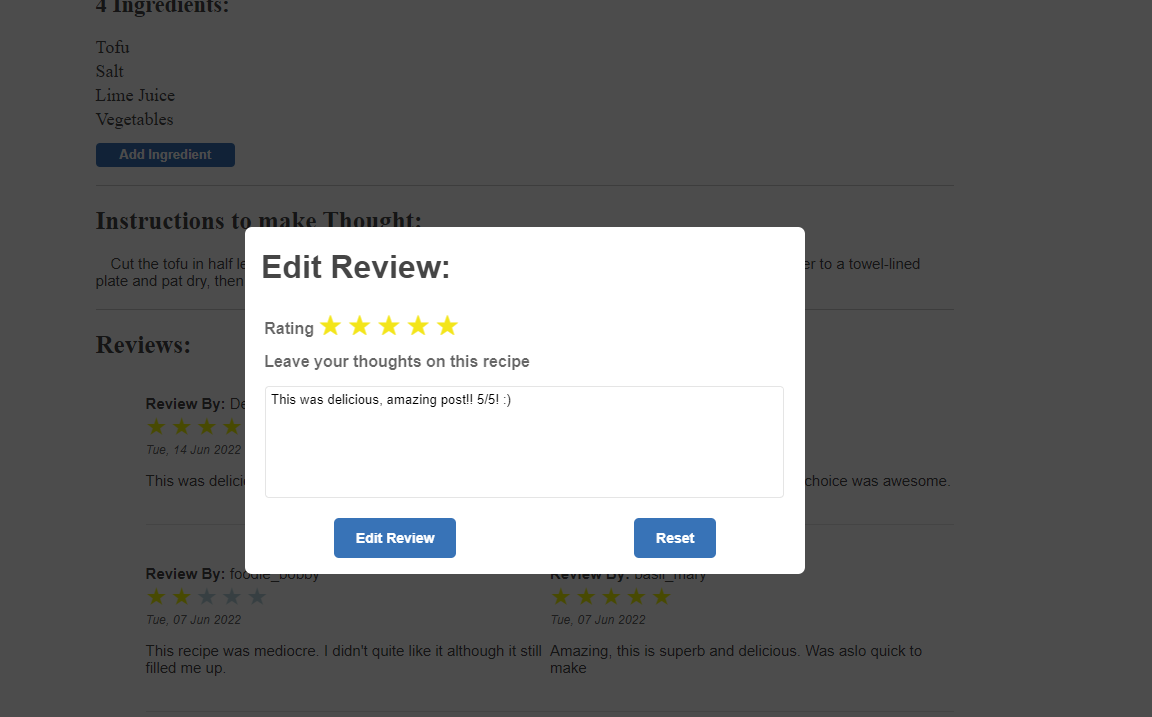 4 Ingredients:
Tofu
Salt
Lime Juice
Vegetables
Add Ingredient
Instructions to make Thought:
Cut the tofu in half er to a towel-lined
plate and pat dry, then
Edit Review:
Rating
Leave your thoughts on this recipe
This was delicious, amazing post!! 5/5! :)
Edit Review
Reset
Reviews:
Review By: De
Tue, 14 Jun 2022
This was delici choice was awesome.
Review By: foodie_bobby
Tue, 07 Jun 2022
This recipe was mediocre. I didn't quite like it although it still
filled me up.
Review By: basil_mary
Tue, 07 Jun 2022
Amazing, this is superb and delicious. Was aslo quick to
make